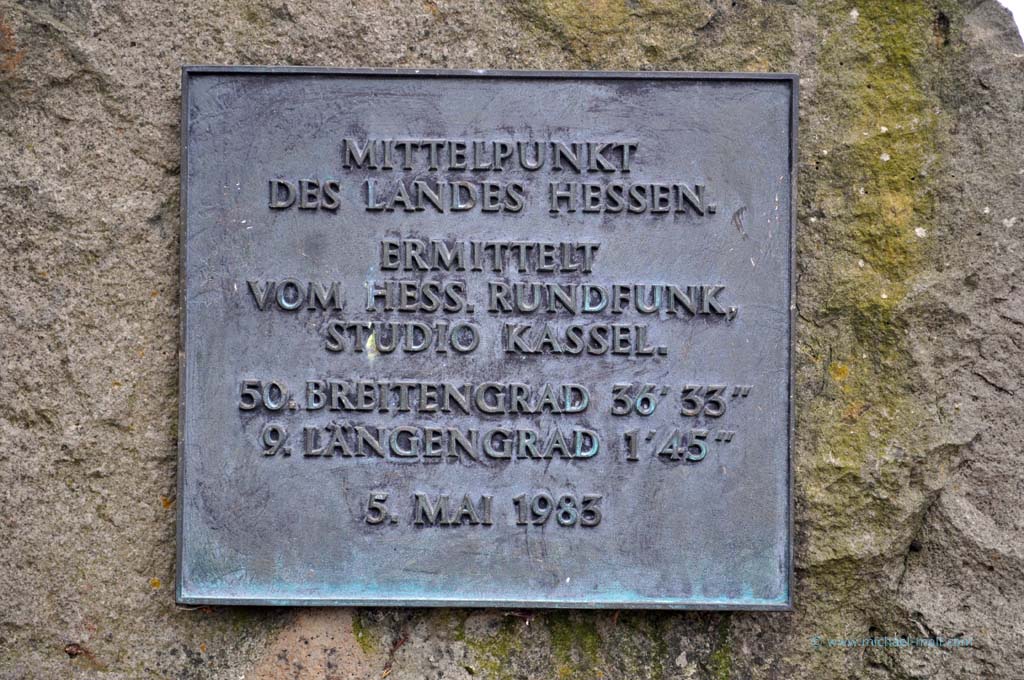 MITTELPUNKT
DES LANDES HESSEN.
ERMITTELT
VOM HESS. RUNDFUNK,
STUDIO KASSEL.
50. BREITENGRAD 36' 33"
9. LÄNGENGRAD 1' 45"
5. MAI 1983